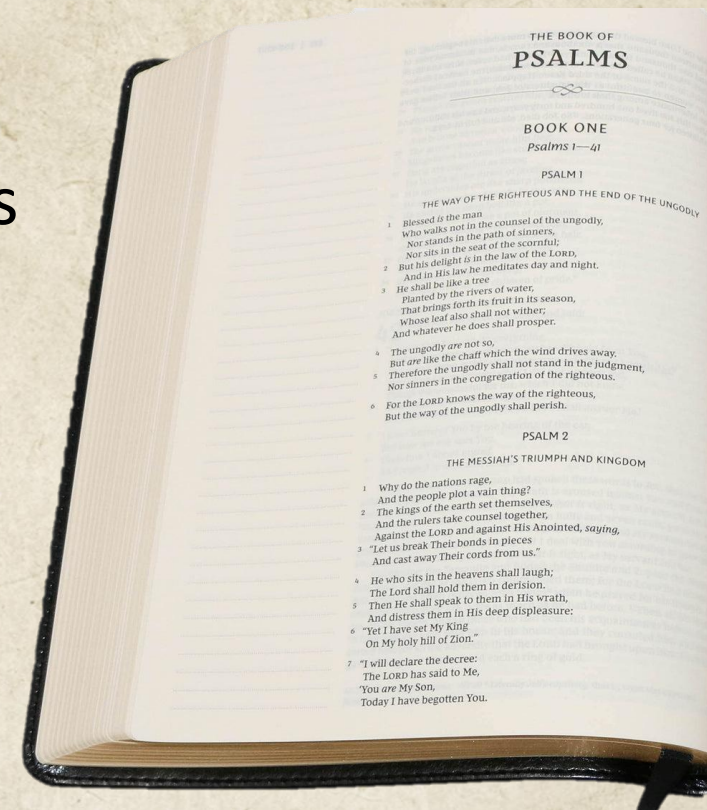 s
THE BOOK OF
PSALMS
BOOK ONE
Psalms 1—41
PSALM 1
THE WAY OF THE RIGHTEOUS AND THE END OF THE UNGODLY
1 Blessed is the man
Who walks not in the counsel of the ungodly,
Nor stands in the path of sinners,
Nor sits in the seat of the scornful;
2 But his delight is in the law of the LORD,
And in His law he meditates day and night.
3 He shall be like a tree
Planted by the rivers of water,
That brings forth its fruit in its season,
Whose leaf also shall not wither;
And whatever he does shall prosper.
4 The ungodly are not so,
But are like the chaff which the wind drives away.
5 Therefore the ungodly shall not stand in the judgment,
Nor sinners in the congregation of the righteous.
6 For the LORD knows the way of the righteous,
But the way of the ungodly shall perish.
PSALM 2
THE MESSIAH'S TRIUMPH AND KINGDOM
1 Why do the nations rage,
And the people plot a vain thing?
2 The kings of the earth set themselves,
And the rulers take counsel together,
Against the LORD and against His Anointed, saying,
3 “Let us break Their bonds in pieces
And cast away Their cords from us.”
4 He who sits in the heavens shall laugh;
The Lord shall hold them in derision.
5 Then He shall speak to them in His wrath,
And distress them in His deep displeasure:
6 “Yet I have set My King
On My holy hill of Zion.”
7 “I will declare the decree:
The LORD has said to Me,
‘You are My Son,
Today I have begotten You.